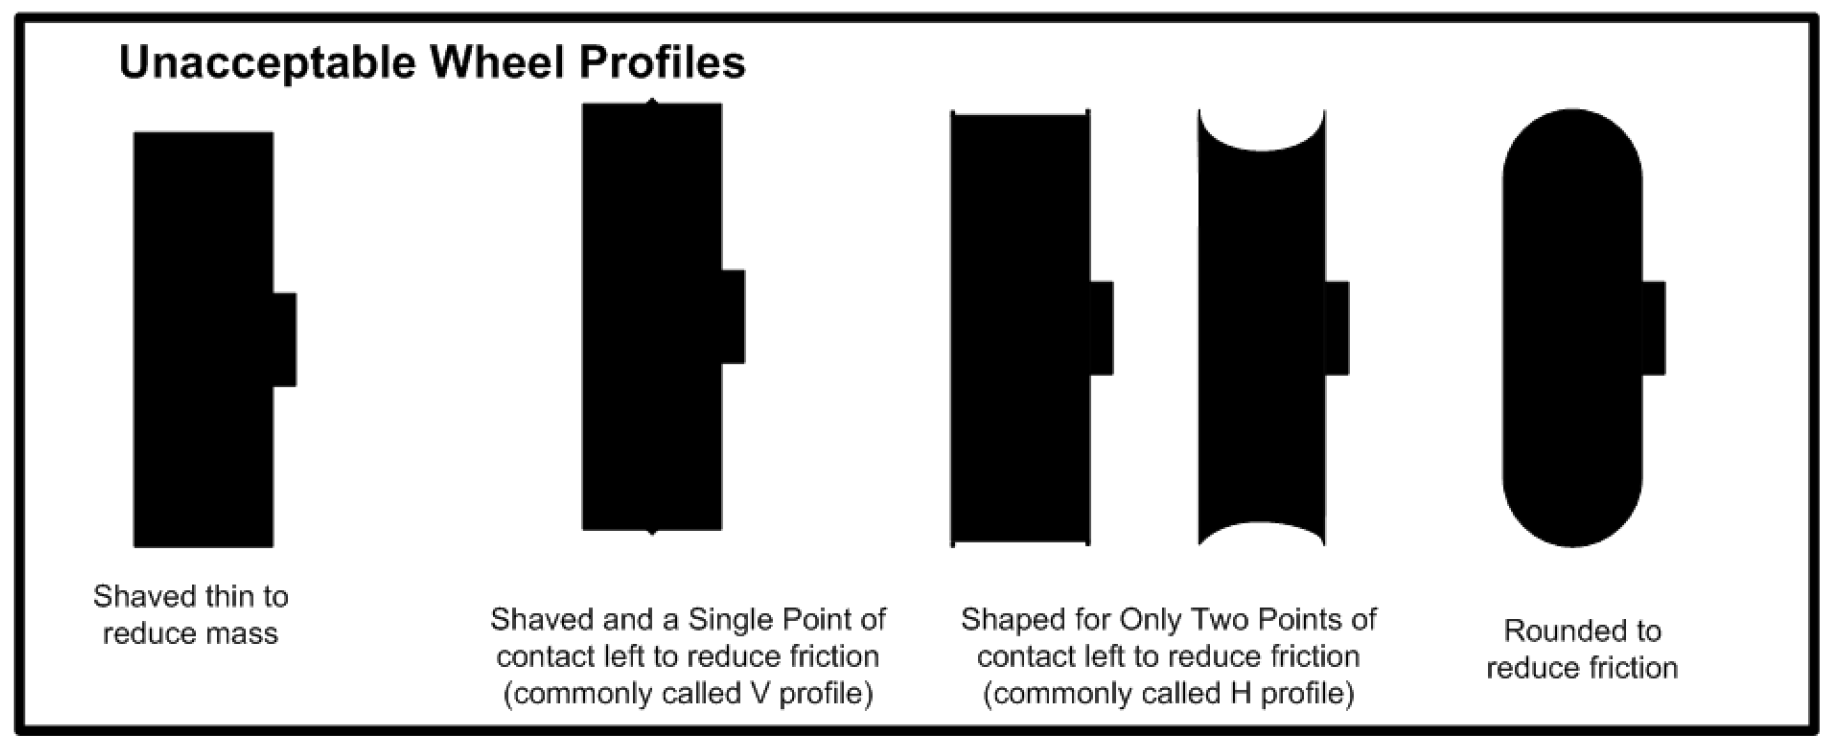 Unacceptable Wheel Profiles
Shaved thin to
reduce mass
Shaved and a Single Point of
contact left to reduce friction
(commonly called V profile)
Shaped for Only Two Points of
contact left to reduce friction
(commonly called H profile)
Rounded to
reduce friction